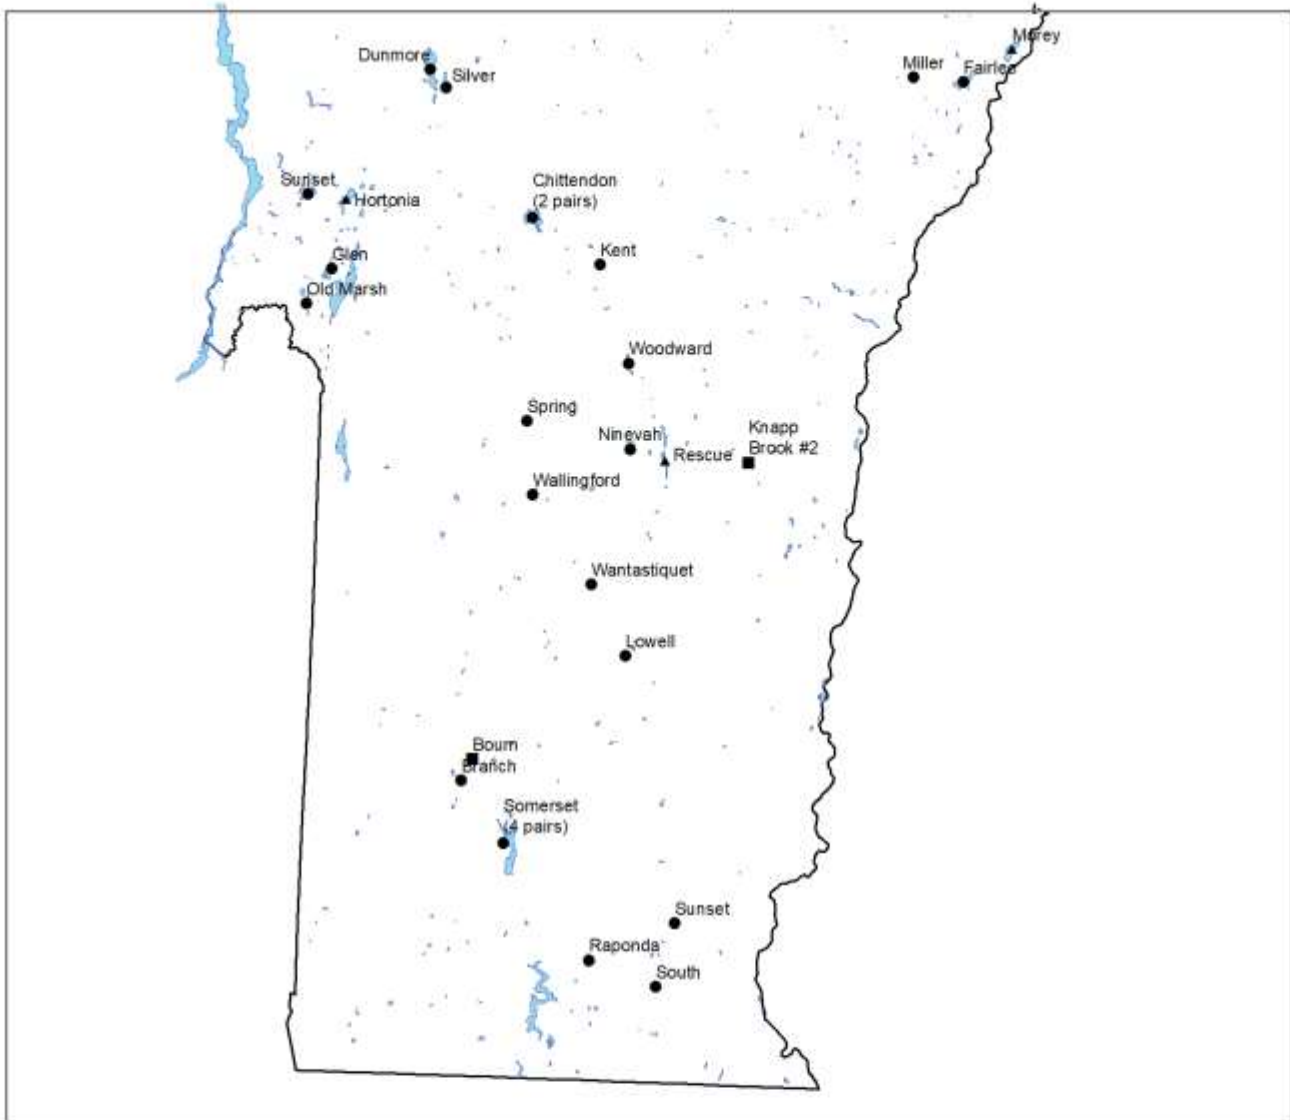 Morey
Dunmore
Miller
Fairlee
Silver
Sunset
Chittendon
(2 pairs)
Hortonia
Kent
Glen
Old Marsh
Woodward
Spring
Knapp
Brook #2
Ninevah
Rescue
Wallingford
Wantastiquet
Lowell
Bourn
Branch
Somerset
(4 pairs)
Sunset
Raponda
South